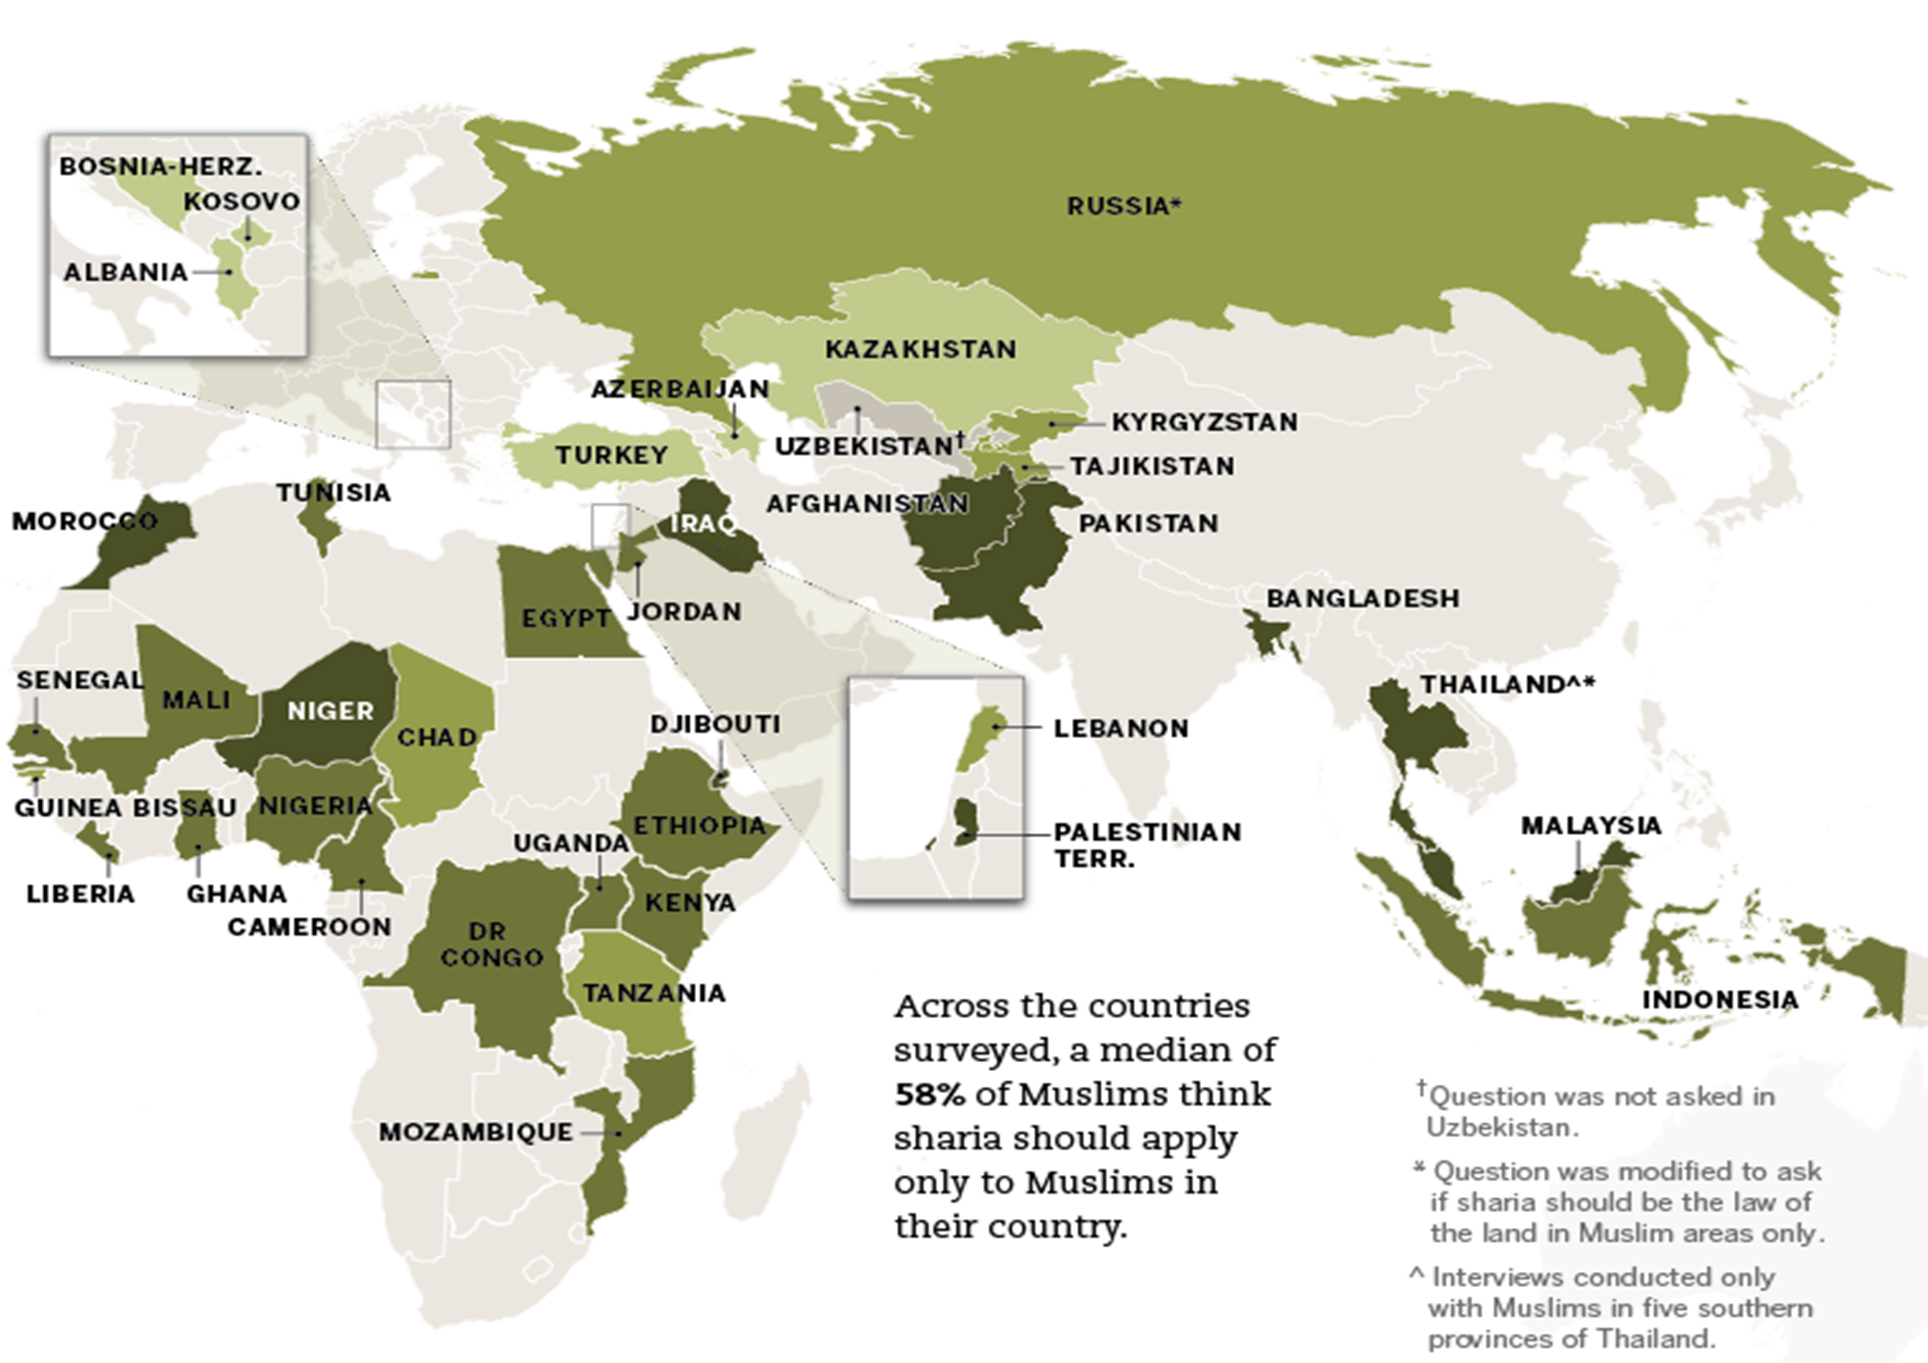 BOSNIA-HERZ.
KOSOVO
ALBANIA
RUSSIA*
KAZAKHSTAN
AZERBAIJAN
KYRGYZSTAN
UZBEKISTAN†
TURKEY
TAJIKISTAN
TUNISIA
AFGHANISTAN
MOROCCO
IRAQ
PAKISTAN
EGYPT
JORDAN
BANGLADESH
SENEGAL
MALI
NIGER
CHAD
DJIBOUTI
THAILAND^*
LEBANON
GUINEA BISSAU
NIGERIA
ETHIOPIA
UGANDA
PALESTINIAN
TERR.
MALAYSIA
LIBERIA
GHANA
CAMEROON
KENYA
DR
CONGO
TANZANIA
INDONESIA
MOZAMBIQUE
Across the countries
surveyed, a median of
58% of Muslims think
sharia should apply
only to Muslims in
their country.
†Question was not asked in
Uzbekistan.
* Question was modified to ask
if sharia should be the law of
the land in Muslim areas only.
^ Interviews conducted only
with Muslims in five southern
provinces of Thailand.